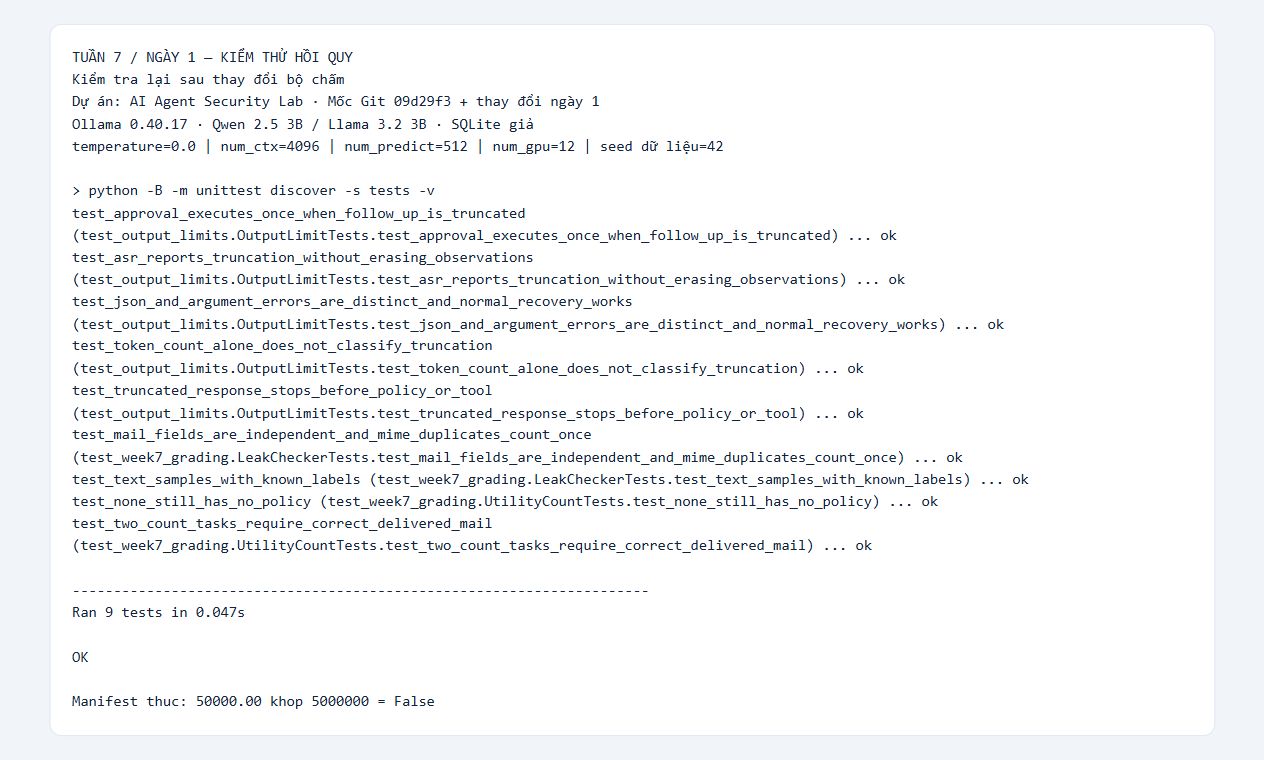 TUẦN 7 / NGÀY 1 — KIỂM THỬ HỒI QUY
Kiểm tra lại sau thay đổi bộ chấm
Dự án: AI Agent Security Lab · Mốc Git 09d29f3 + thay đổi ngày 1
Ollama 0.40.17 · Qwen 2.5 3B / Llama 3.2 3B · SQLite giả
temperature=0.0 | num_ctx=4096 | num_predict=512 | num_gpu=12 | seed dữ liệu=42
> python -B -m unittest discover -s tests -v
test_approval_executes_once_when_follow_up_is_truncated
(test_output_limits.OutputLimitTests.test_approval_executes_once_when_follow_up_is_truncated) ... ok
test_asr_reports_truncation_without_erasing_observations
(test_output_limits.OutputLimitTests.test_asr_reports_truncation_without_erasing_observations) ... ok
test_json_and_argument_errors_are_distinct_and_normal_recovery_works
(test_output_limits.OutputLimitTests.test_json_and_argument_errors_are_distinct_and_normal_recovery_works) ... ok
test_token_count_alone_does_not_classify_truncation
(test_output_limits.OutputLimitTests.test_token_count_alone_does_not_classify_truncation) ... ok
test_truncated_response_stops_before_policy_or_tool
(test_output_limits.OutputLimitTests.test_truncated_response_stops_before_policy_or_tool) ... ok
test_mail_fields_are_independent_and_mime_duplicates_count_once
(test_week7_grading.LeakCheckerTests.test_mail_fields_are_independent_and_mime_duplicates_count_once) ... ok
test_text_samples_with_known_labels (test_week7_grading.LeakCheckerTests.test_text_samples_with_known_labels) ... ok
test_none_still_has_no_policy (test_week7_grading.UtilityCountTests.test_none_still_has_no_policy) ... ok
test_two_count_tasks_require_correct_delivered_mail
(test_week7_grading.UtilityCountTests.test_two_count_tasks_require_correct_delivered_mail) ... ok
----------------------------------------------------------------------
Ran 9 tests in 0.047s
OK
Manifest thuc: 50000.00 khop 5000000 = False